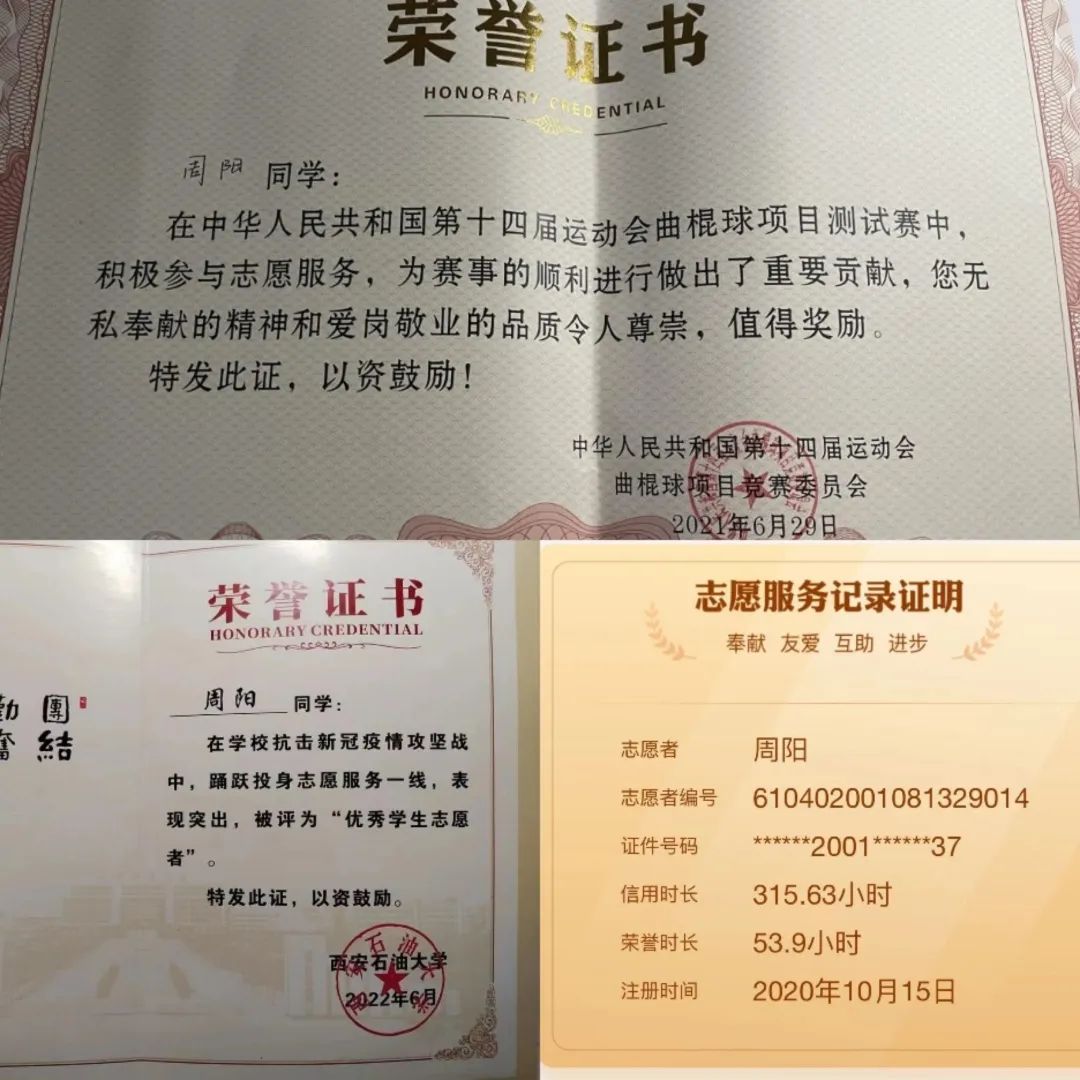 荣誉证书
HONORARY CREDENTIAL
周阳 同学：
在中华人民共和国第十四届运动会曲棍球项目测试赛中，
积极参与志愿服务，为赛事的顺利进行做出了重要贡献，您无
私奉献的精神和爱岗敬业的品质令人尊崇，值得奖励。
特发此证，以资鼓励！
中华人民共和国第十四届运动会
曲棍球项目竞赛委员会
2021年6月29日
勤 團
奮 結
荣誉证书
HONORARY CREDENTIAL
周阳 同学：
在学校抗击新冠疫情攻坚战
中，踊跃投身志愿服务一线，表
现突出，被评为“优秀学生志愿
者”。
特发此证，以资鼓励。
西安石油大学
2022年6月
志愿服务记录证明
奉献 友爱 互助 进步
志愿者 周阳
志愿者编号 610402001081329014
证件号码 ******2001******37
信用时长 315.63小时
荣誉时长 53.9小时
注册时间 2020年10月15日